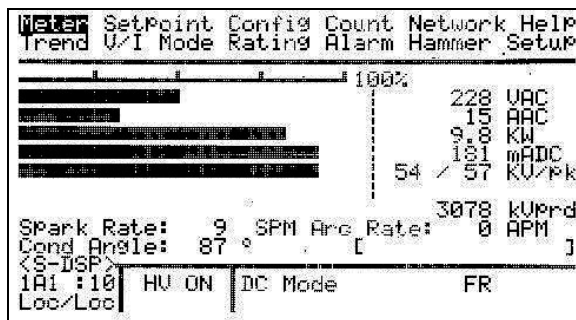 Meter Setpoint Config Count Network Help
Trend V/I Mode Rating Alarm Hammer Setup
100%
228 VAC
15 AAC
9.8 KW
181 mADC
54 / 57 KV/pk
3078 kVprd
Spark Rate: 9 SPM Arc Rate: 0 APM
Cond Angle: 87 ° [ ]
<S-DSP>
1A1 :10 HV ON DC Mode FR
Loc/Loc